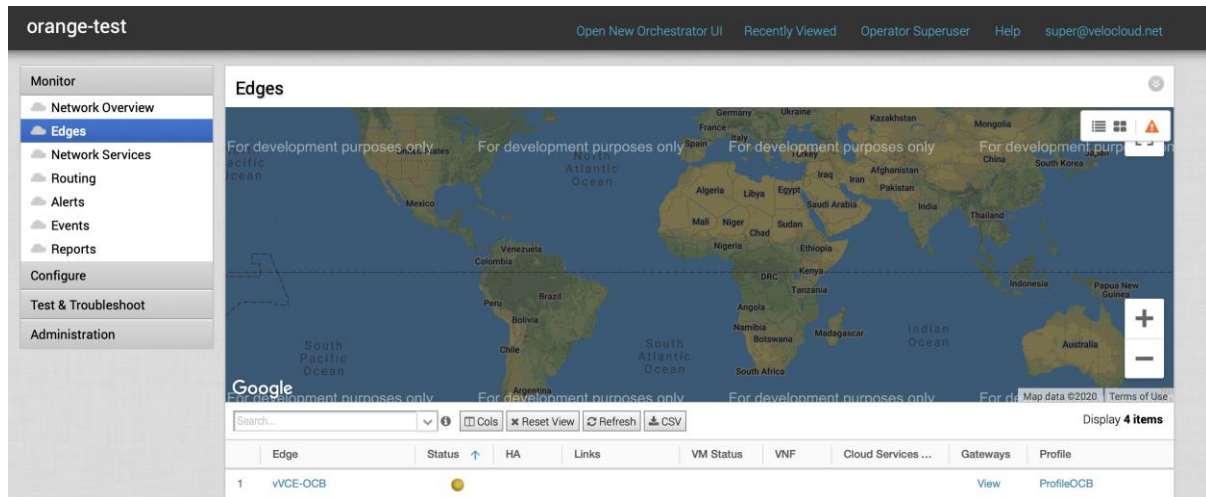 orange-test
Open New Orchestrator UI Recently Viewed Operator Superuser Help super@velocloud.net
Monitor
Network Overview
Edges
Network Services
Routing
Alerts
Events
Reports
Configure
Test & Troubleshoot
Administration
Edges
Germany Ukraine Kazakhstan Mongolia
France
Italy
For development purposes only For development purposes only For development purposes only For development purp
United States Spain Turkey China South Korea Japan
North
Atlantic
Ocean
Iraq Iran Afghanistan
Pakistan
Algeria Libya Egypt
Saudi Arabia India
Mexico
Mali Niger Sudan Thailand
Chad
Nigeria Ethiopia
Venezuela
Colombia
DRC Kenya
Tanzania
Indonesia Papua New
Guinea
Peru Brazil
Angola
Bolivia
Namibia
Botswana Madagascar
Indian
Ocean
South
Pacific
Ocean
Chile
South
Atlantic
Ocean
Australia
South Africa
Google
Argentina
For development purposes only For development purposes only For development purposes only For de
Map data ©2020 Terms of Use
Search... Cols Reset View Refresh CSV Display 4 items
Edge Status HA Links VM Status VNF Cloud Services ... Gateways Profile
1 vVCE-OCB View ProfileOCB